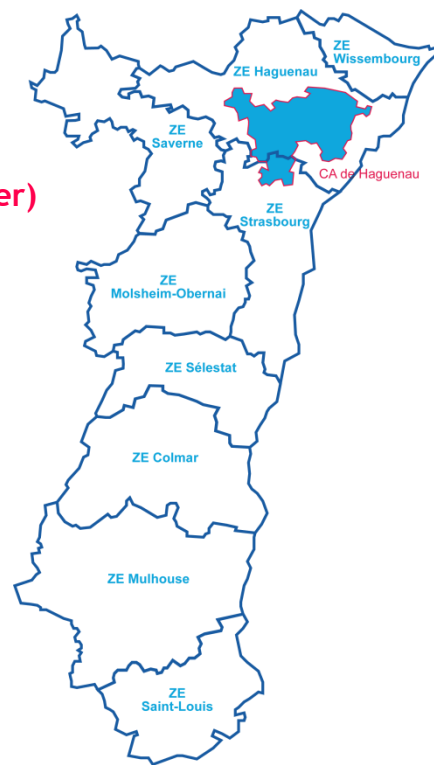 ZE
Wissembourg
ZE Haguenau
ZE
Saverne
CA de Haguenau
er)
ZE
Strasbourg
ZE
Molsheim-Obernai
ZE Sélestat
ZE Colmar
ZE Mulhouse
ZE
Saint-Louis